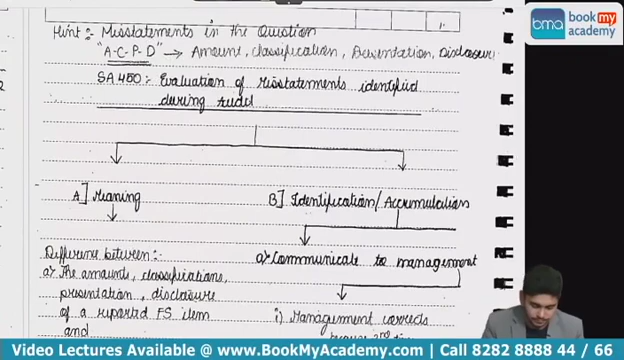 Hint :- Misstatements in the Question
"A-C-P-D" → Amount, classification, Presentation, Disclosure
SA 450 :- Evaluation of Misstatements identified
during Audit
A] Meaning
B] Identification / Accumulation
Difference between :-
a) The amounts, classifications,
presentation, disclosure
of a reported FS item
and
a) Communicate to management
i) Management corrects
bma book my academy
Video Lectures Available @ www.BookMyAcademy.com | Call 8282 8888 44 / 66